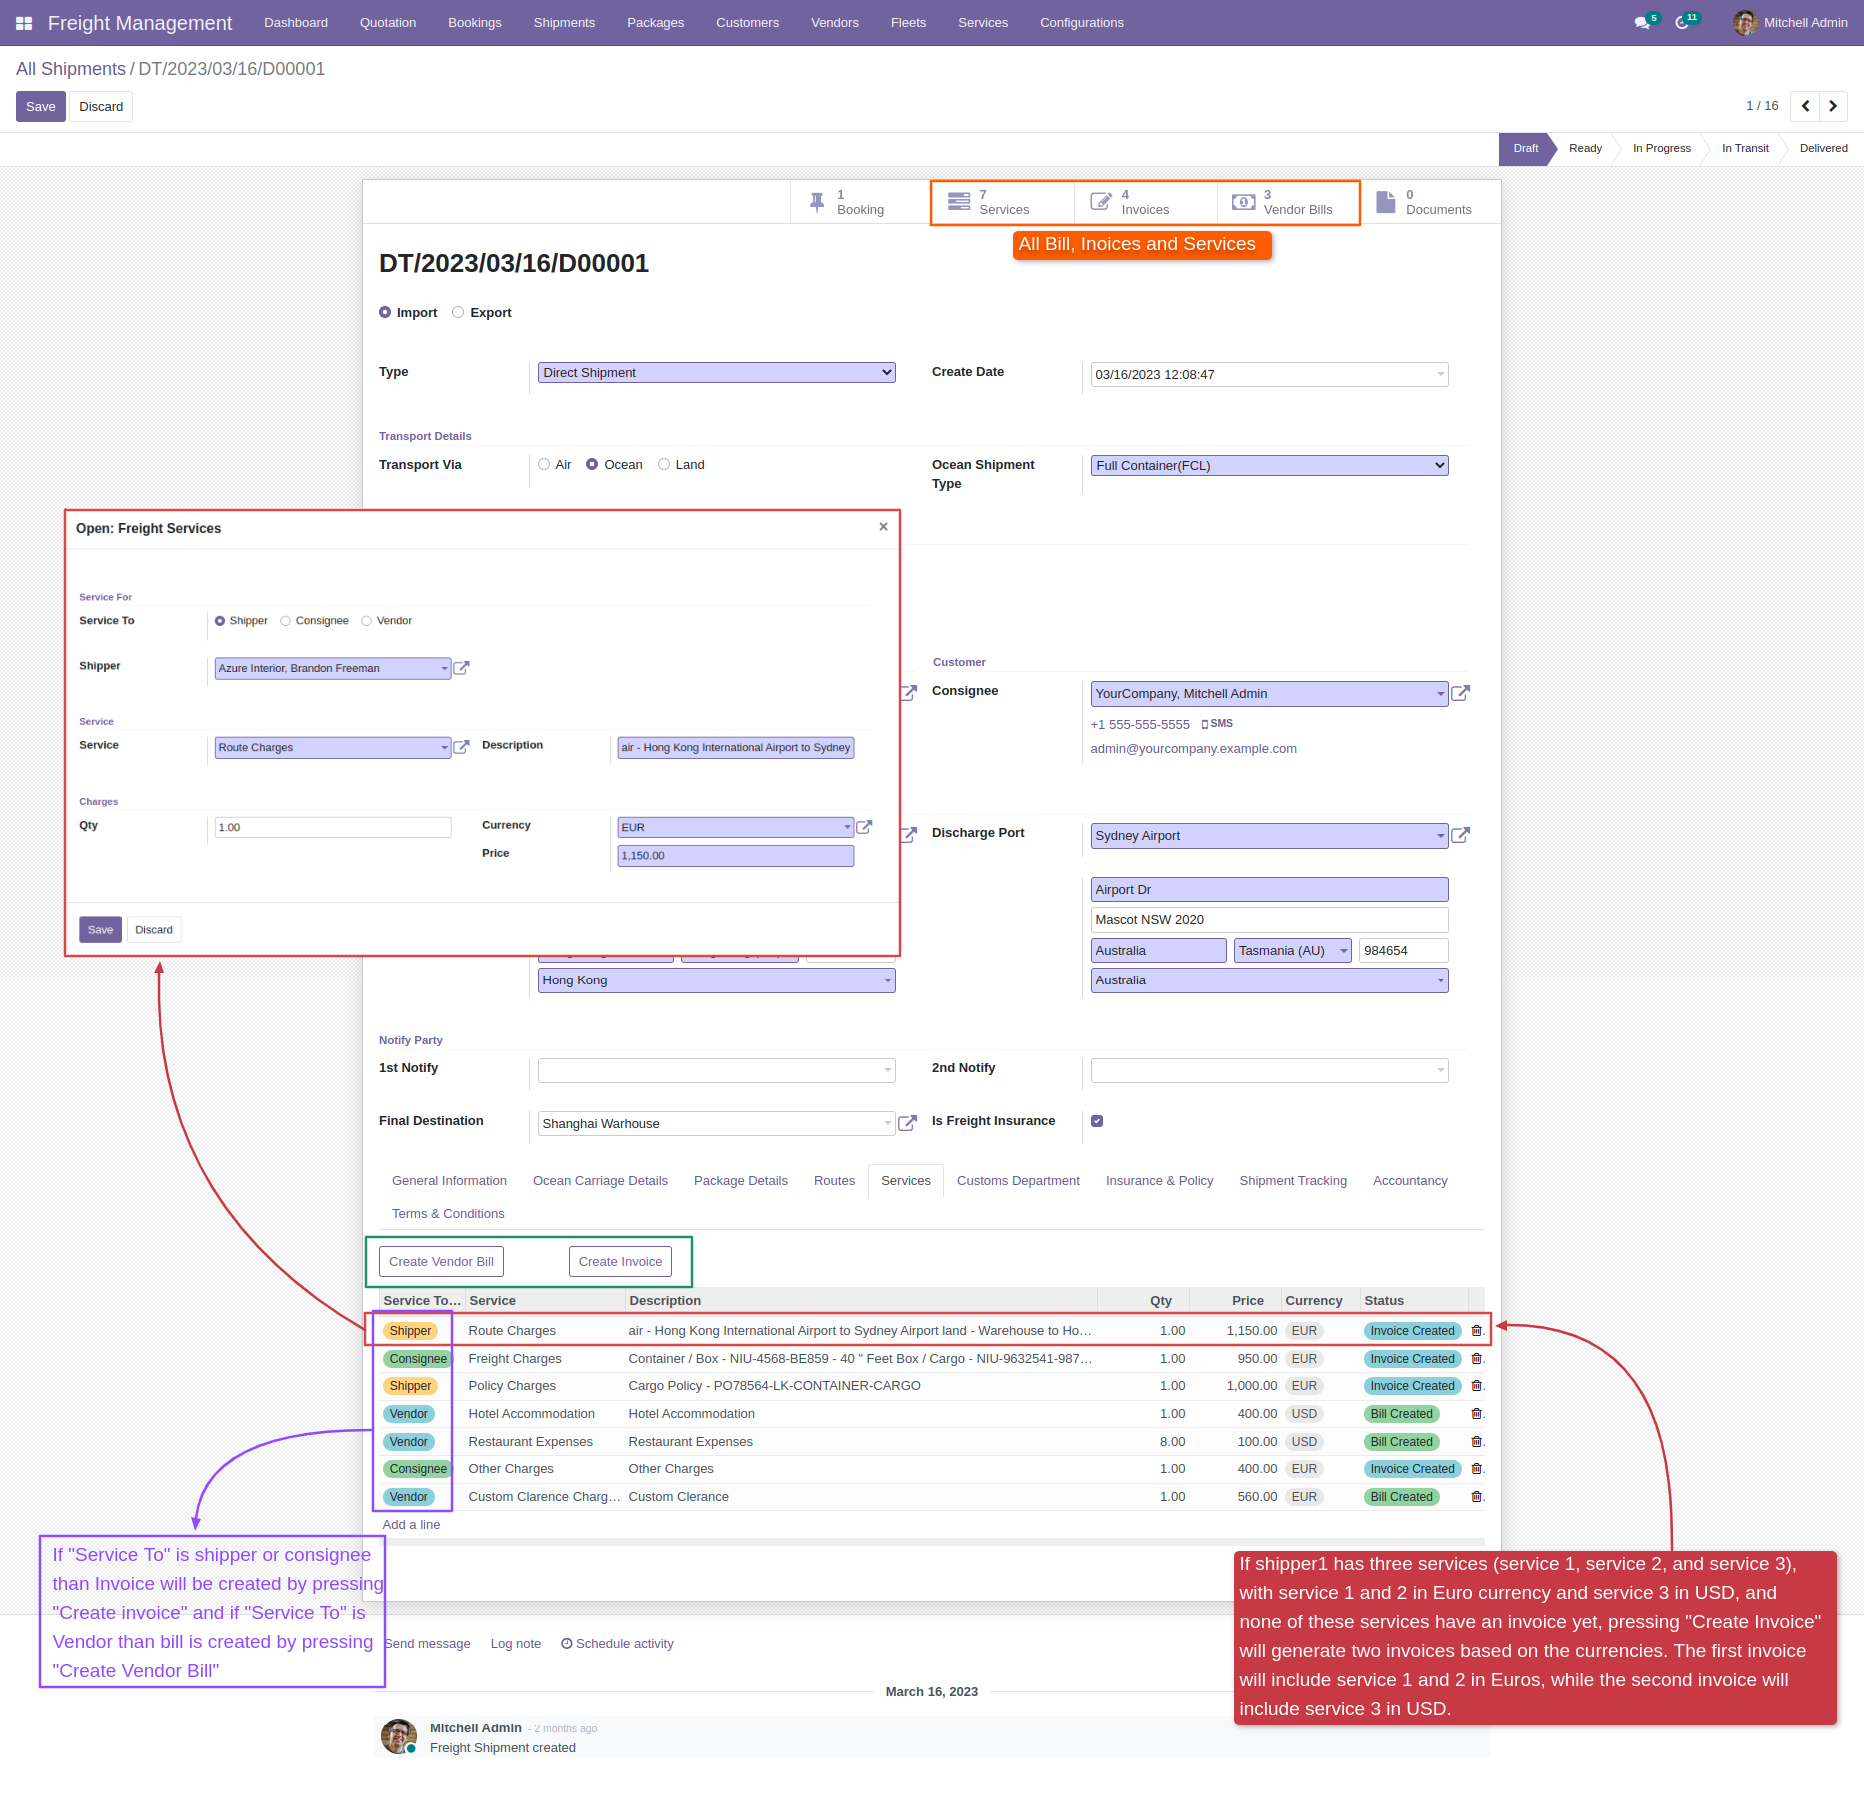 Freight Management Dashboard Quotation Bookings Shipments Packages Customers Vendors Fleets Services Configurations 5 11 Mitchell Admin
All Shipments / DT/2023/03/16/D00001
Save Discard 1 / 16
Draft Ready In Progress In Transit Delivered
1 Booking 7 Services 4 Invoices 3 Vendor Bills 0 Documents
All Bill, Inoices and Services
DT/2023/03/16/D00001
Import Export
Type Direct Shipment Create Date 03/16/2023 12:08:47
Transport Details
Transport Via Air Ocean Land Ocean Shipment Type Full Container(FCL)
Open: Freight Services ×
Service For
Service To Shipper Consignee Vendor
Shipper Azure Interior, Brandon Freeman
Service
Service Route Charges Description air - Hong Kong International Airport to Sydney
Charges
Qty 1.00 Currency EUR
Price 1,150.00
Save Discard
Customer
Consignee YourCompany, Mitchell Admin
+1 555-555-5555 SMS
admin@yourcompany.example.com
Discharge Port Sydney Airport
Airport Dr
Mascot NSW 2020
Australia Tasmania (AU) 984654
Hong Kong Australia
Notify Party
1st Notify 2nd Notify
Final Destination Shanghai Warhouse Is Freight Insurance
General Information Ocean Carriage Details Package Details Routes Services Customs Department Insurance & Policy Shipment Tracking Accountancy
Terms & Conditions
Create Vendor Bill Create Invoice
Service To... Service Description Qty Price Currency Status
Shipper Route Charges air - Hong Kong International Airport to Sydney Airport land - Warehouse to Ho... 1.00 1,150.00 EUR Invoice Created
Consignee Freight Charges Container / Box - NIU-4568-BE859 - 40 " Feet Box / Cargo - NIU-9632541-987... 1.00 950.00 EUR Invoice Created
Shipper Policy Charges Cargo Policy - PO78564-LK-CONTAINER-CARGO 1.00 1,000.00 EUR Invoice Created
Vendor Hotel Accommodation Hotel Accommodation 1.00 400.00 USD Bill Created
Vendor Restaurant Expenses Restaurant Expenses 8.00 100.00 USD Bill Created
Consignee Other Charges Other Charges 1.00 400.00 EUR Invoice Created
Vendor Custom Clarence Charg... Custom Clerance 1.00 560.00 EUR Bill Created
Add a line
If "Service To" is shipper or consignee
than Invoice will be created by pressing
"Create invoice" and if "Service To" is
Vendor than bill is created by pressing
"Create Vendor Bill"
If shipper1 has three services (service 1, service 2, and service 3),
with service 1 and 2 in Euro currency and service 3 in USD, and
none of these services have an invoice yet, pressing "Create Invoice"
will generate two invoices based on the currencies. The first invoice
will include service 1 and 2 in Euros, while the second invoice will
include service 3 in USD.
Send message Log note Schedule activity
March 16, 2023
Mitchell Admin - 2 months ago
Freight Shipment created